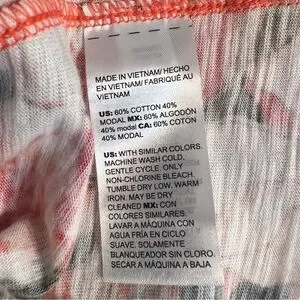 MADE IN VIETNAM/ HECHO
EN VIETNAM/ FABRIQUÉ AU
VIETNAM
US: 60% COTTON 40%
MODAL MX: 60% ALGODÓN
40% modal CA: 60% COTON
40% MODAL
US: WITH SIMILAR COLORS.
MACHINE WASH COLD,
GENTLE CYCLE. ONLY
NON-CHLORINE BLEACH.
TUMBLE DRY LOW. WARM
IRON. MAY BE DRY
CLEANED MX: CON
COLORES SIMILARES.
LAVAR A MÁQUINA CON
AGUA FRÍA EN CICLO
SUAVE. SOLAMENTE
BLANQUEADOR SIN CLORO.
SECAR A MÁQUINA A BAJA